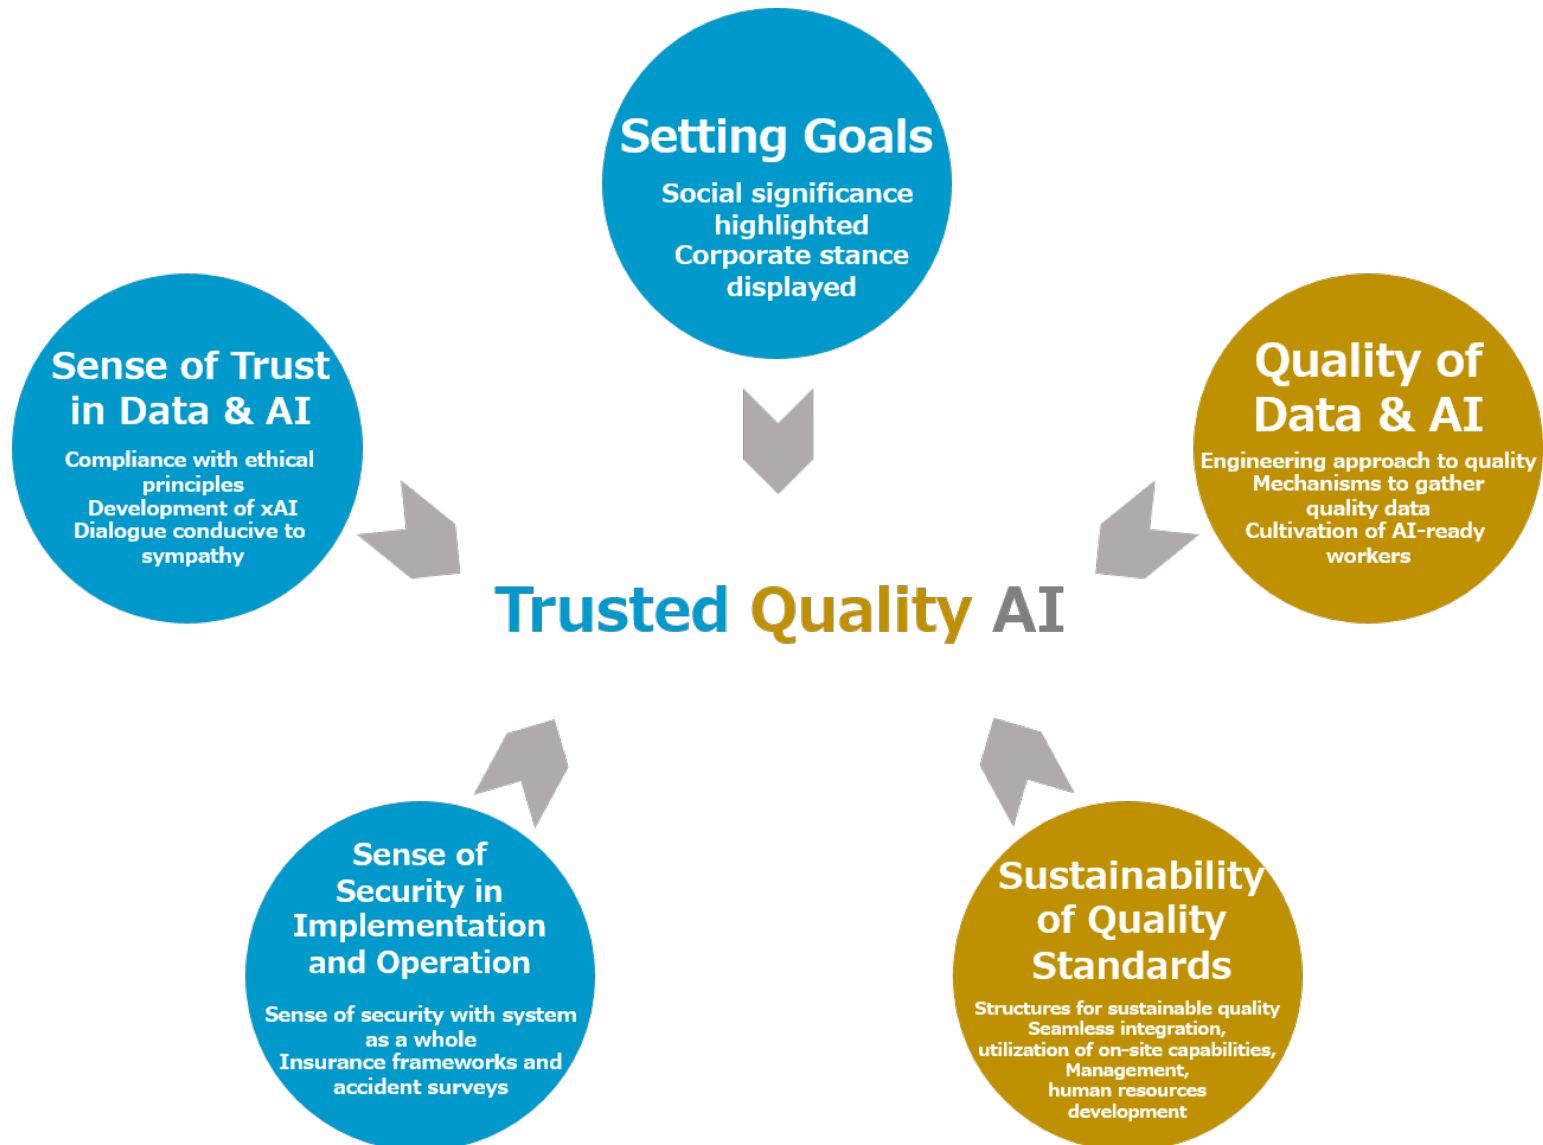 Setting Goals
Social significance
highlighted
Corporate stance
displayed
Sense of Trust
in Data & AI
Compliance with ethical
principles
Development of xAI
Dialogue conducive to
sympathy
Quality of
Data & AI
Engineering approach to quality
Mechanisms to gather
quality data
Cultivation of AI-ready
workers
Trusted Quality AI
Sense of
Security in
Implementation
and Operation
Sense of security with system
as a whole
Insurance frameworks and
accident surveys
Sustainability
of Quality
Standards
Structures for sustainable quality
Seamless integration,
utilization of on-site capabilities,
Management,
human resources
development